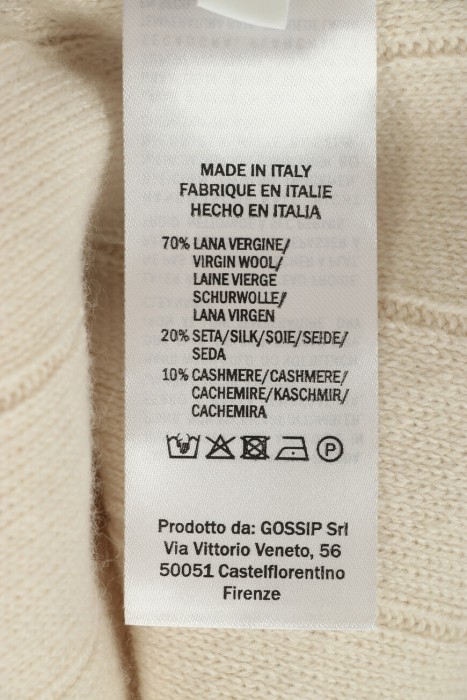 MADE IN ITALY
FABRIQUE EN ITALIE
HECHO EN ITALIA
70% LANA VERGINE/
VIRGIN WOOL/
LAINE VIERGE
SCHURWOLLE/
LANA VIRGEN
20% SETA/SILK/SOIE/SEIDE/
SEDA
10% CASHMERE/CASHMERE/
CACHEMIRE/KASCHMIR/
CACHEMIRA
P
Prodotto da: GOSSIP Srl
Via Vittorio Veneto, 56
50051 Castelfiorentino
Firenze